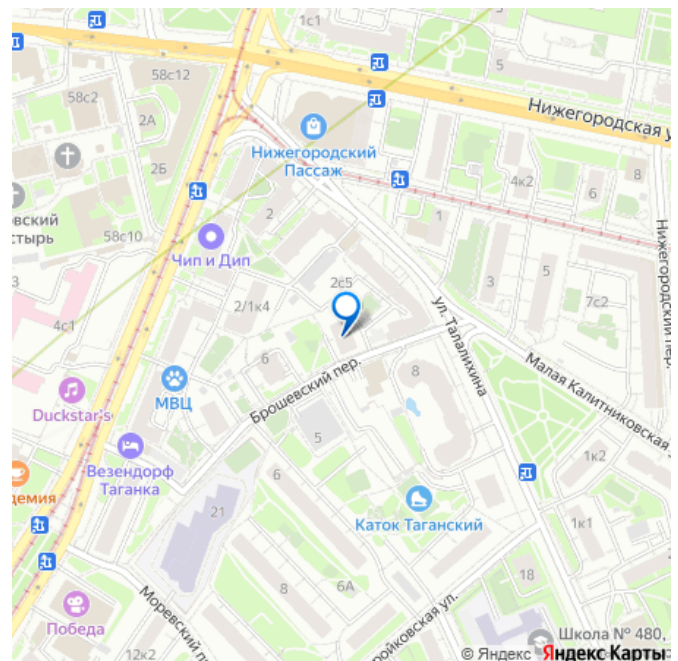 1с1
5
58с12
58с2
2А
Нижегородская у
Нижегородский
Пассаж
2Б
4к2
6
8
вский
стырь
58с10
2
1
Чип и Дип
3
2с5
3
5
7с2
Нижегородский пер.
4с1
2/1к4
ул. Талалихина
6
8
Малая Калитниковская у
МВЦ
Duckstar's
Брошевский пер.
5
Везендорф
Таганка
1к2
6
демия
21
Каток Таганский
1к1
8
6А
18
Моревский п
ройковская ул.
Победа
Школа № 480,
12к2
© Яндекс Яндекс Карты